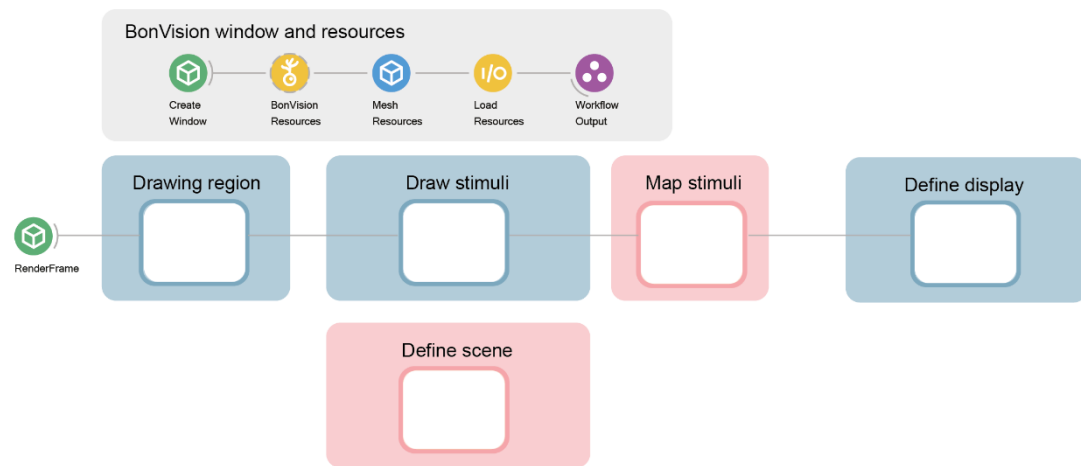 BonVision window and resources
I/O
Create
Window
BonVision
Resources
Mesh
Resources
Load
Resources
Workflow
Output
Drawing region
Draw stimuli
Map stimuli
Define display
RenderFrame
Define scene